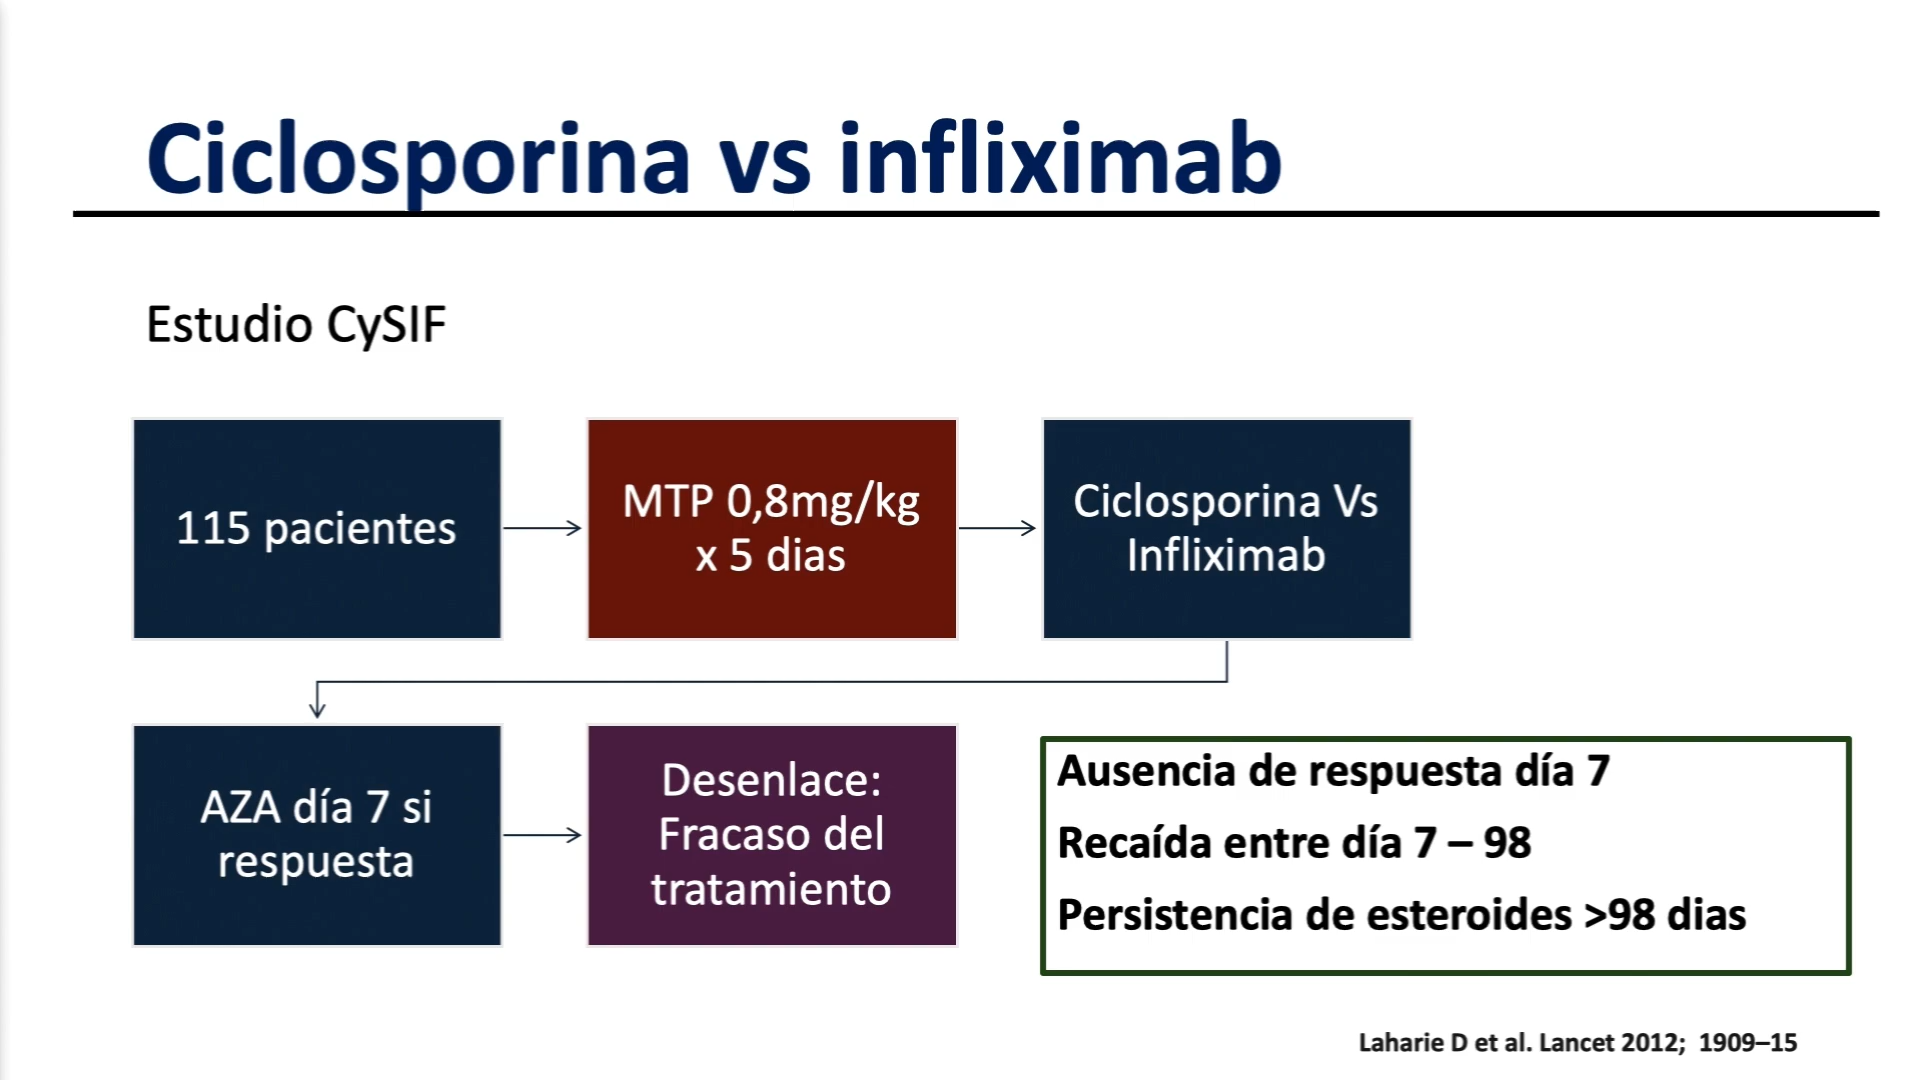 Ciclosporina vs infliximab
Estudio CySIF
115 pacientes
MTP 0,8mg/kg
x 5 dias
Ciclosporina Vs
Infliximab
AZA día 7 si
respuesta
Desenlace:
Fracaso del
tratamiento
Ausencia de respuesta día 7
Recaída entre día 7 – 98
Persistencia de esteroides >98 dias
Laharie D et al. Lancet 2012; 1909–15